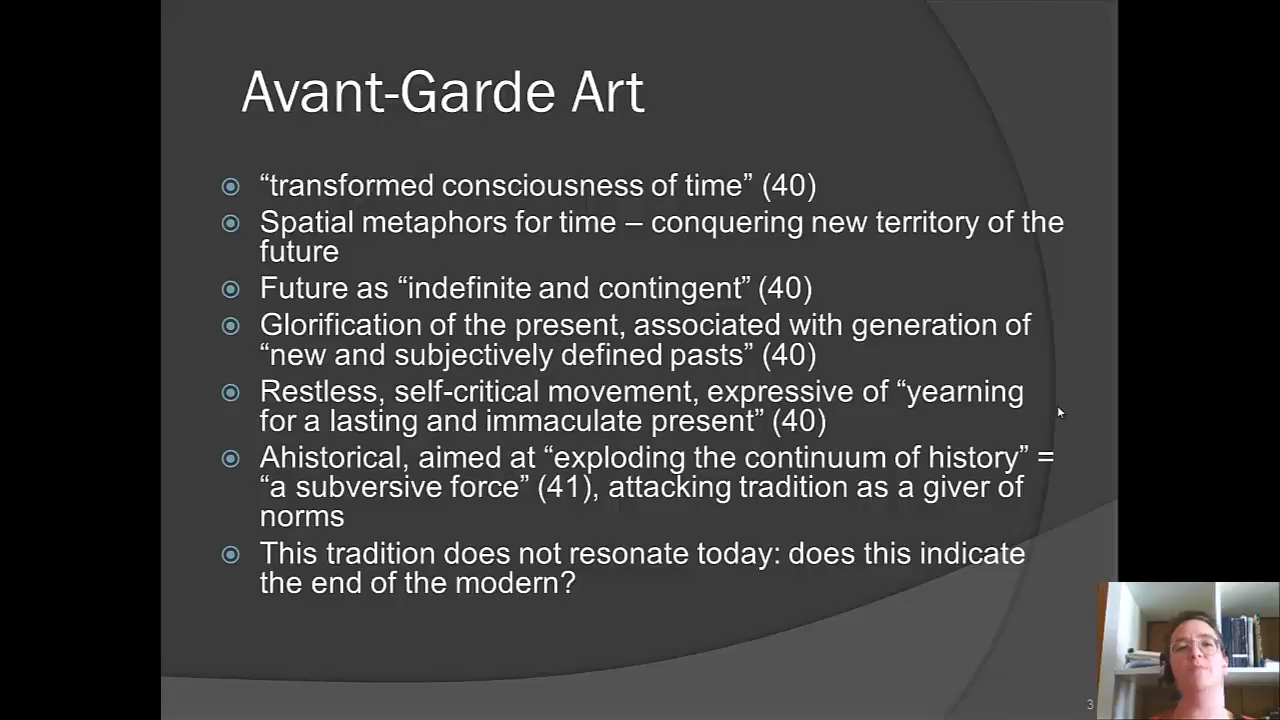 Avant-Garde Art
“transformed consciousness of time” (40)
Spatial metaphors for time – conquering new territory of the
future
Future as “indefinite and contingent” (40)
Glorification of the present, associated with generation of
“new and subjectively defined pasts” (40)
Restless, self-critical movement, expressive of “yearning
for a lasting and immaculate present” (40)
Ahistorical, aimed at “exploding the continuum of history” =
“a subversive force” (41), attacking tradition as a giver of
norms
This tradition does not resonate today: does this indicate
the end of the modern?
3